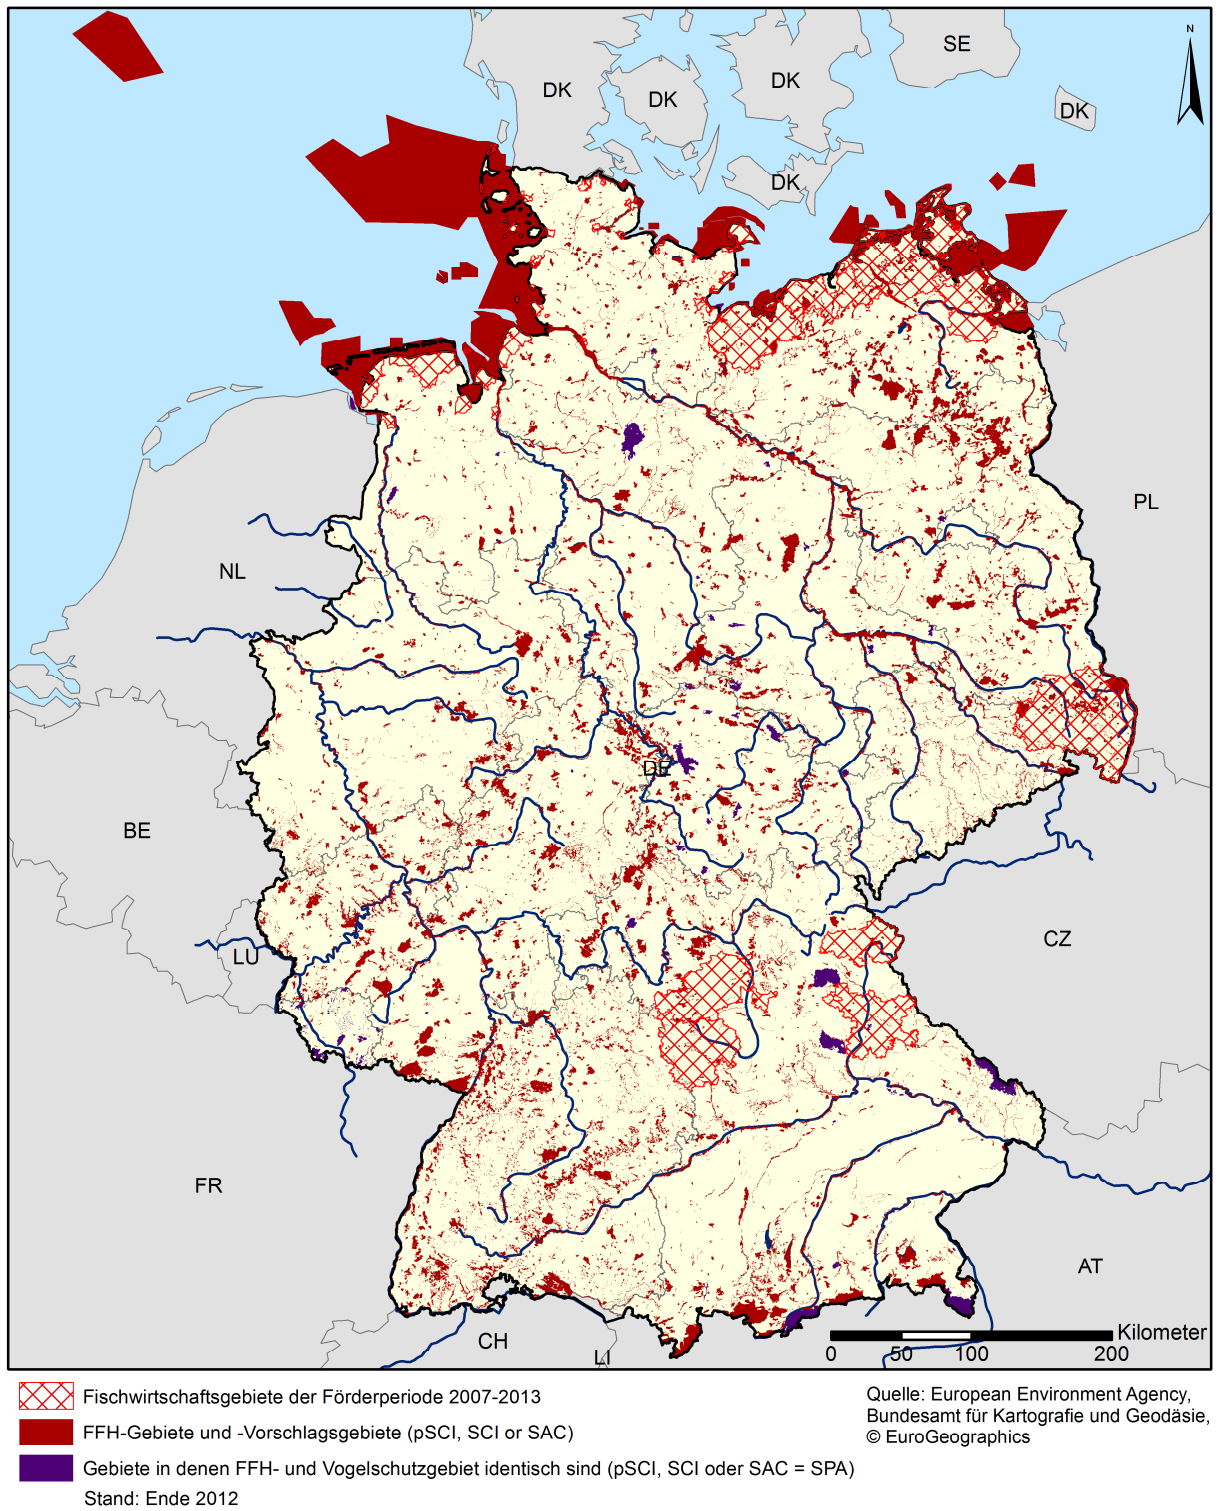 SE
N
DK
DK
DK
DK
DK
PL
NL
DE
BE
LU
CZ
FR
AT
CH
LI
Kilometer
0 50 100 200
Fischwirtschaftsgebiete der Förderperiode 2007-2013
FFH-Gebiete und -Vorschlagsgebiete (pSCI, SCI or SAC)
Gebiete in denen FFH- und Vogelschutzgebiet identisch sind (pSCI, SCI oder SAC = SPA)
Stand: Ende 2012
Quelle: European Environment Agency,
Bundesamt für Kartografie und Geodäsie,
© EuroGeographics